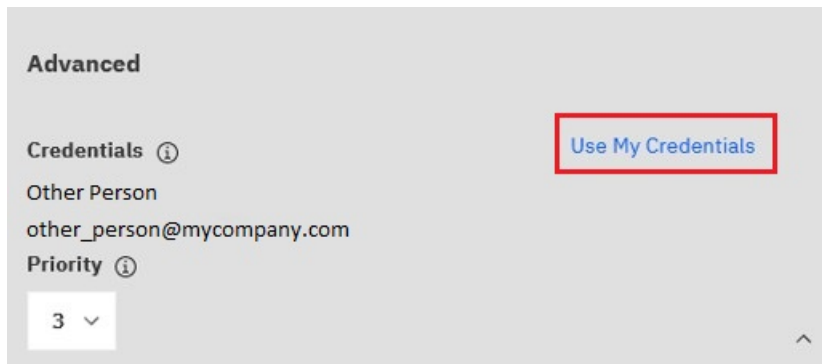 Advanced
Credentials
Use My Credentials
Other Person
other_person@mycompany.com
Priority
3